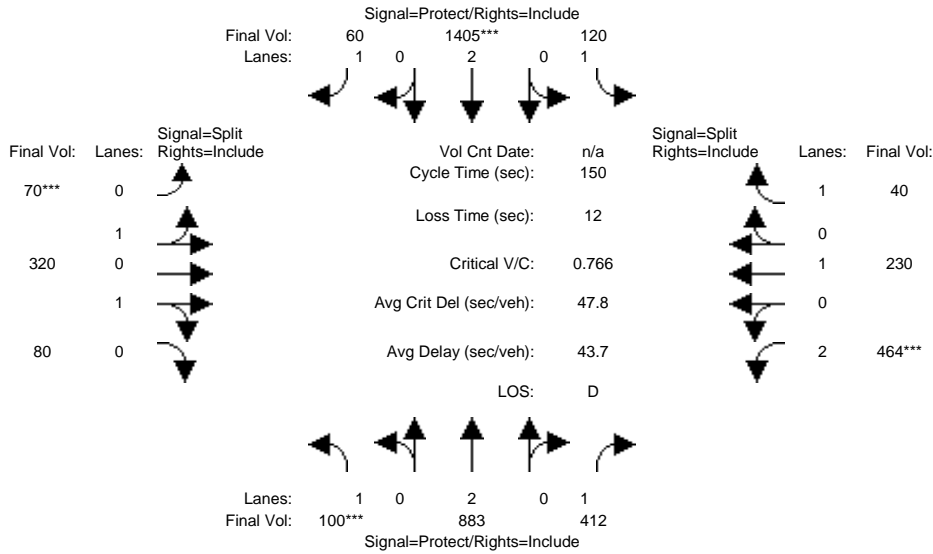 Signal=Protect/Rights=Include
Final Vol: 60 1405*** 120
Lanes: 1 0 2 0 1
Signal=Split
Final Vol: Lanes: Rights=Include
Vol Cnt Date: n/a
Signal=Split
Rights=Include Lanes: Final Vol:
Cycle Time (sec): 150
70*** 0
1 40
Loss Time (sec): 12
1
0
320 0
Critical V/C: 0.766
1 230
1
Avg Crit Del (sec/veh): 47.8
0
80 0
Avg Delay (sec/veh): 43.7
2 464***
LOS: D
Lanes: 1 0 2 0 1
Final Vol: 100*** 883 412
Signal=Protect/Rights=Include